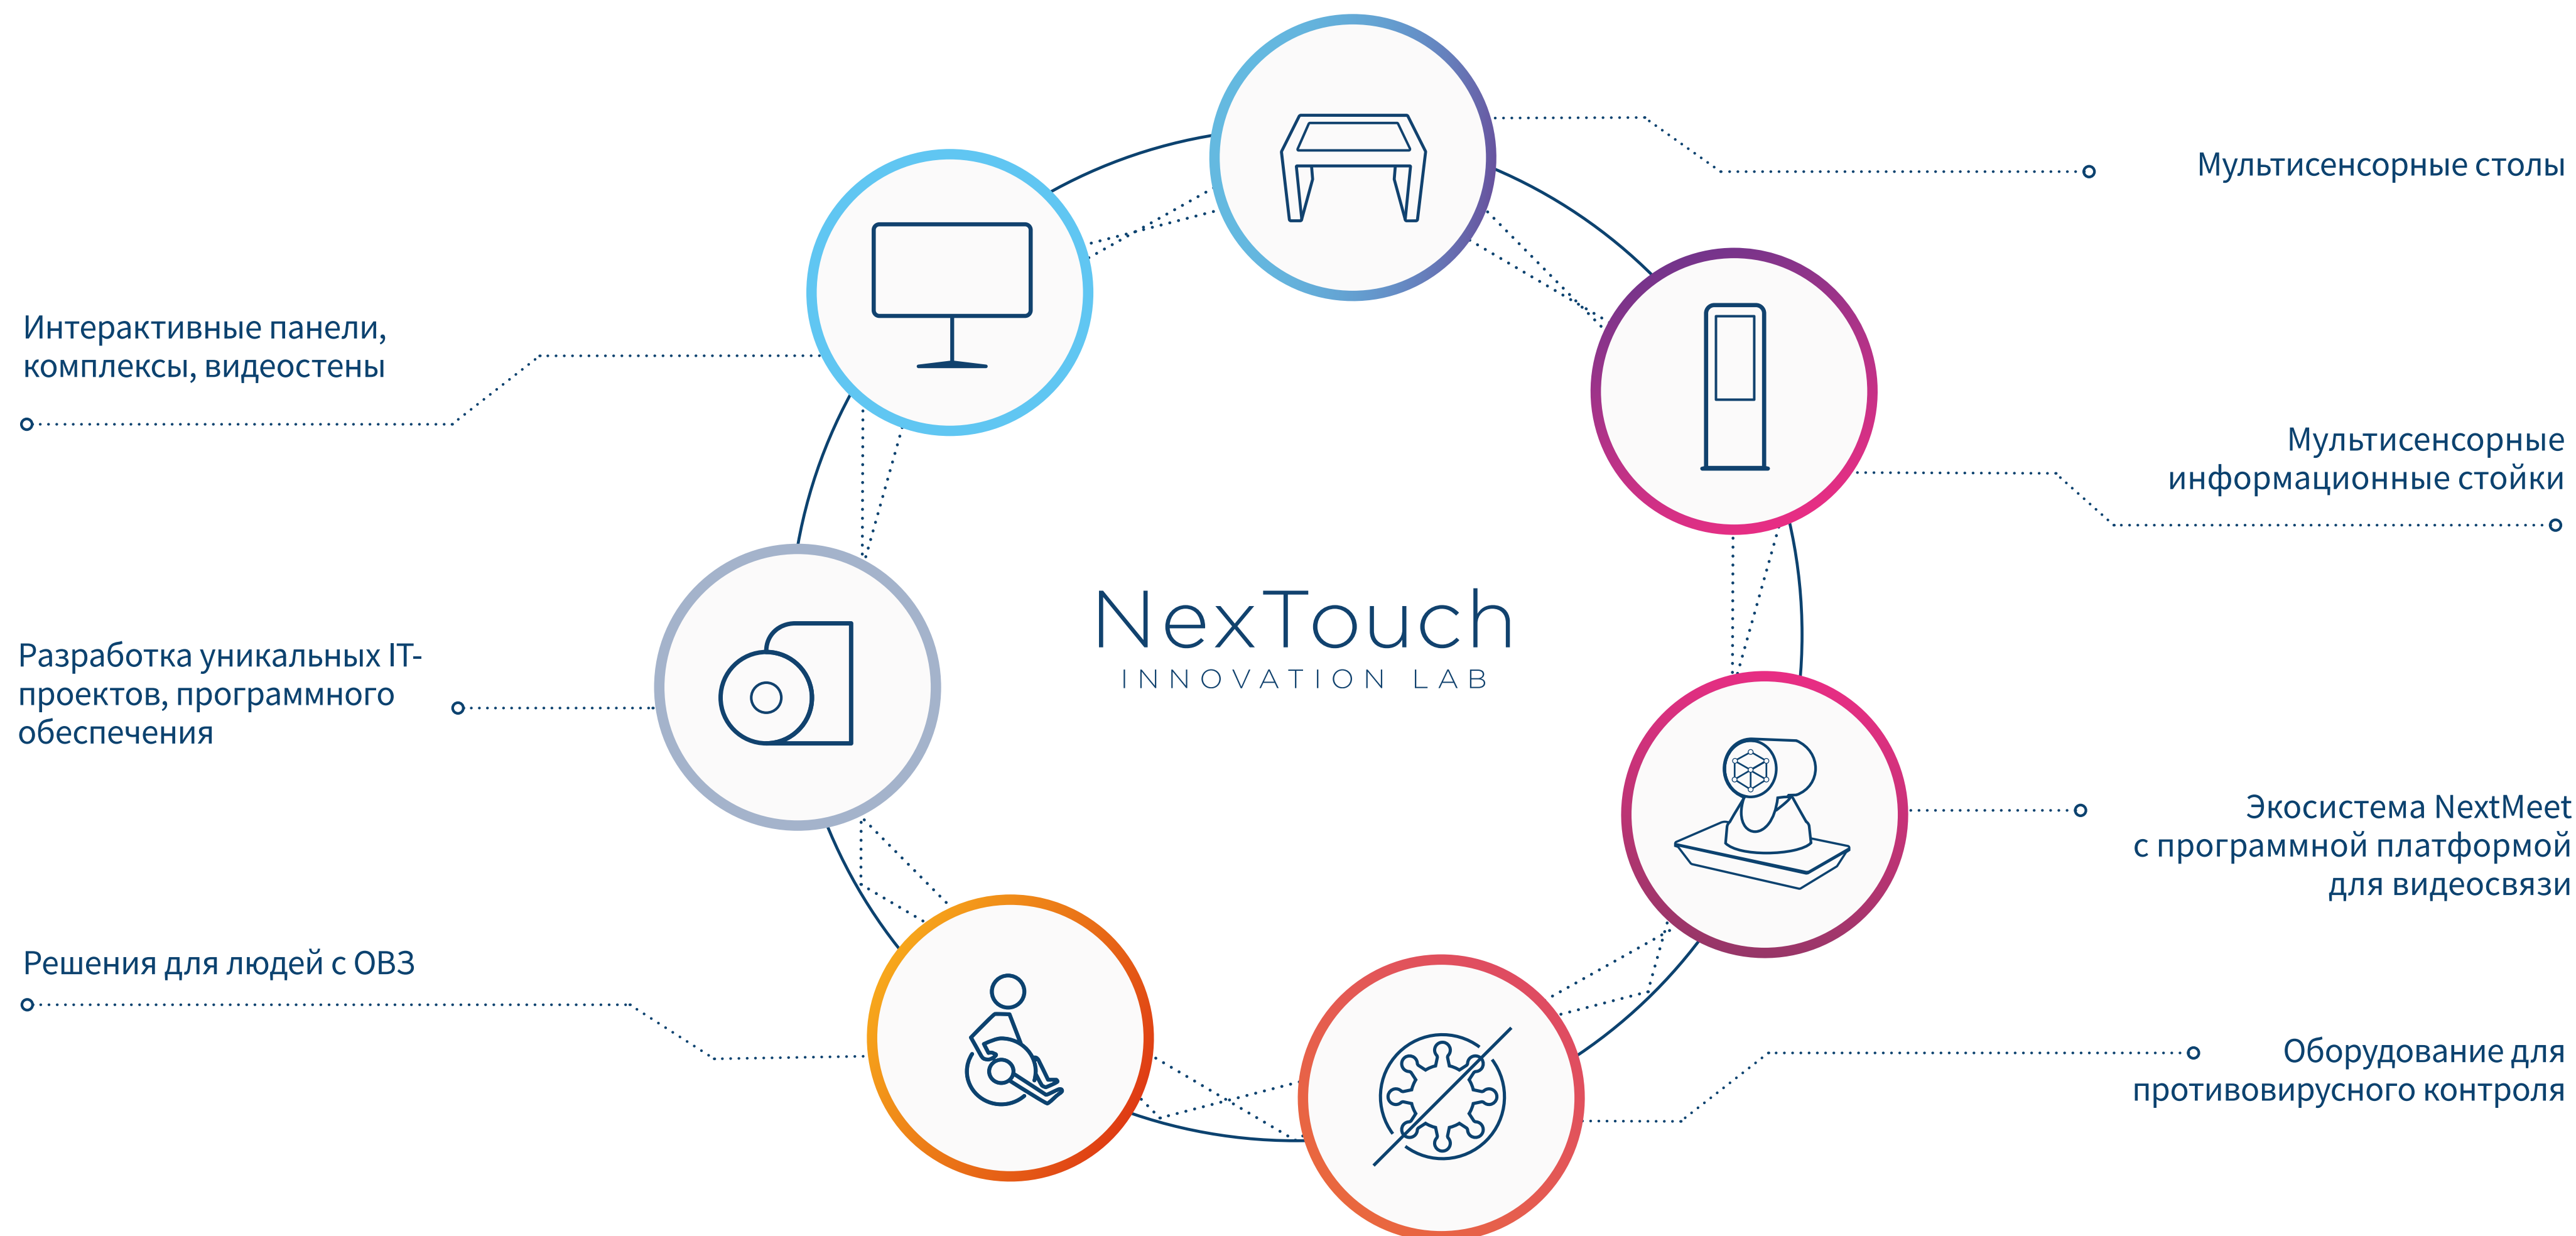 Мультисенсорные столы
Интерактивные панели,
комплексы, видеостены
Мультисенсорные
информационные стойки
NexTouch
INNOVATION LAB
Разработка уникальных IT-
проектов, программного
обеспечения
Экосистема NextMeet
с программной платформой
для видеосвязи
Решения для людей с ОВЗ
Оборудование для
противовирусного контроля